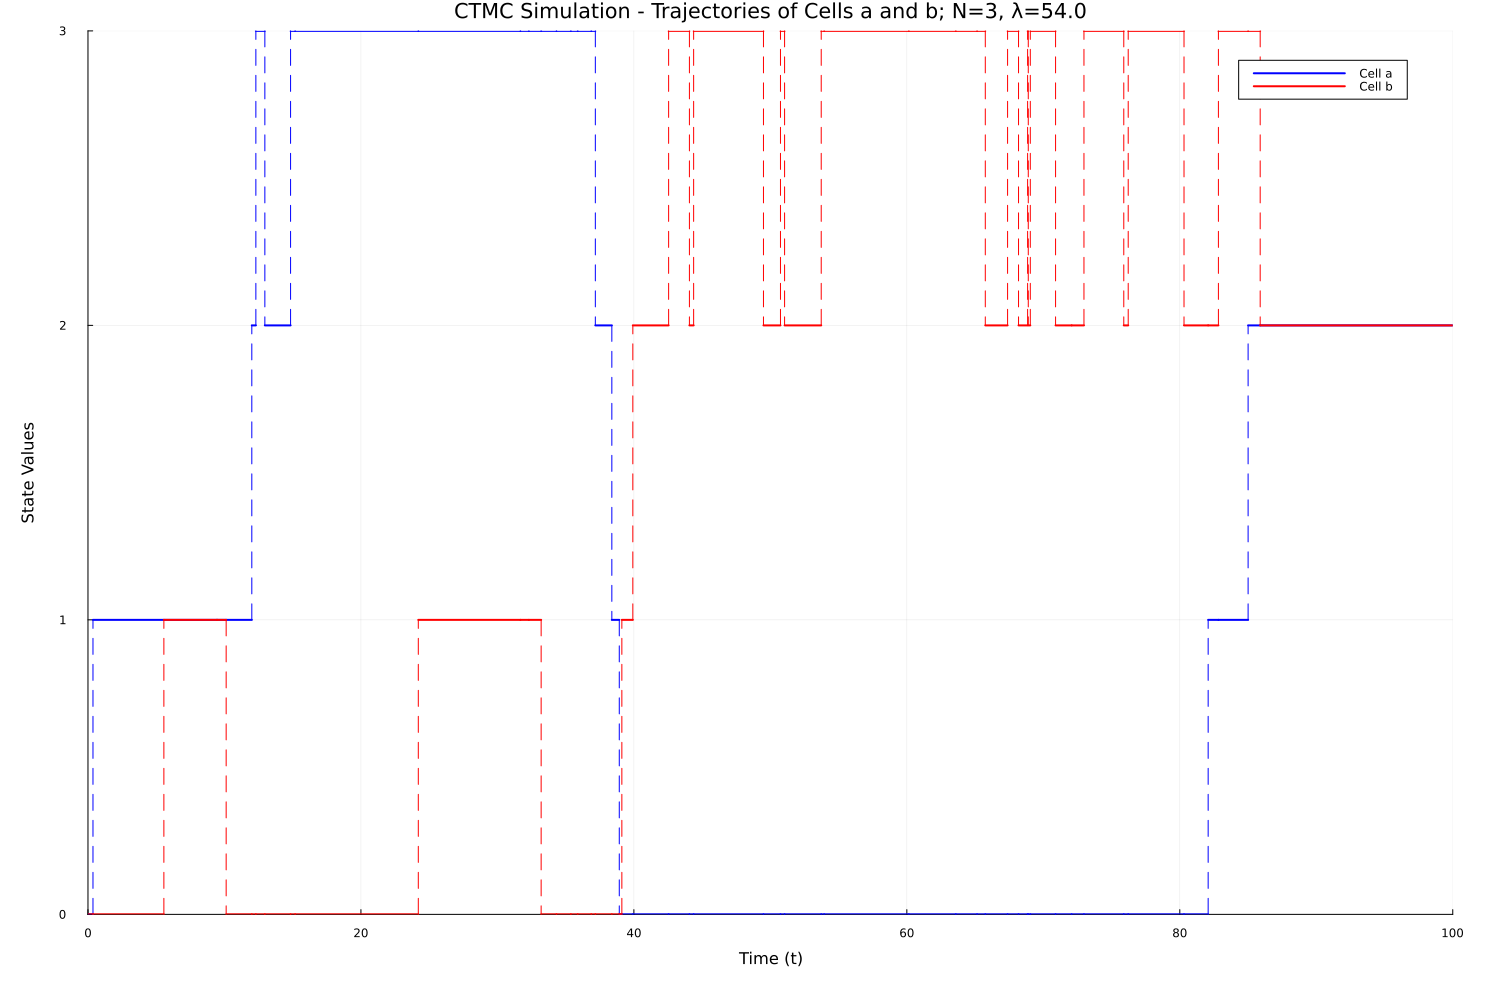 CTMC Simulation - Trajectories of Cells a and b; N=3, λ=54.0
3
Cell a
Cell b
2
State Values
1
0
0 20 40 60 80 100
Time (t)